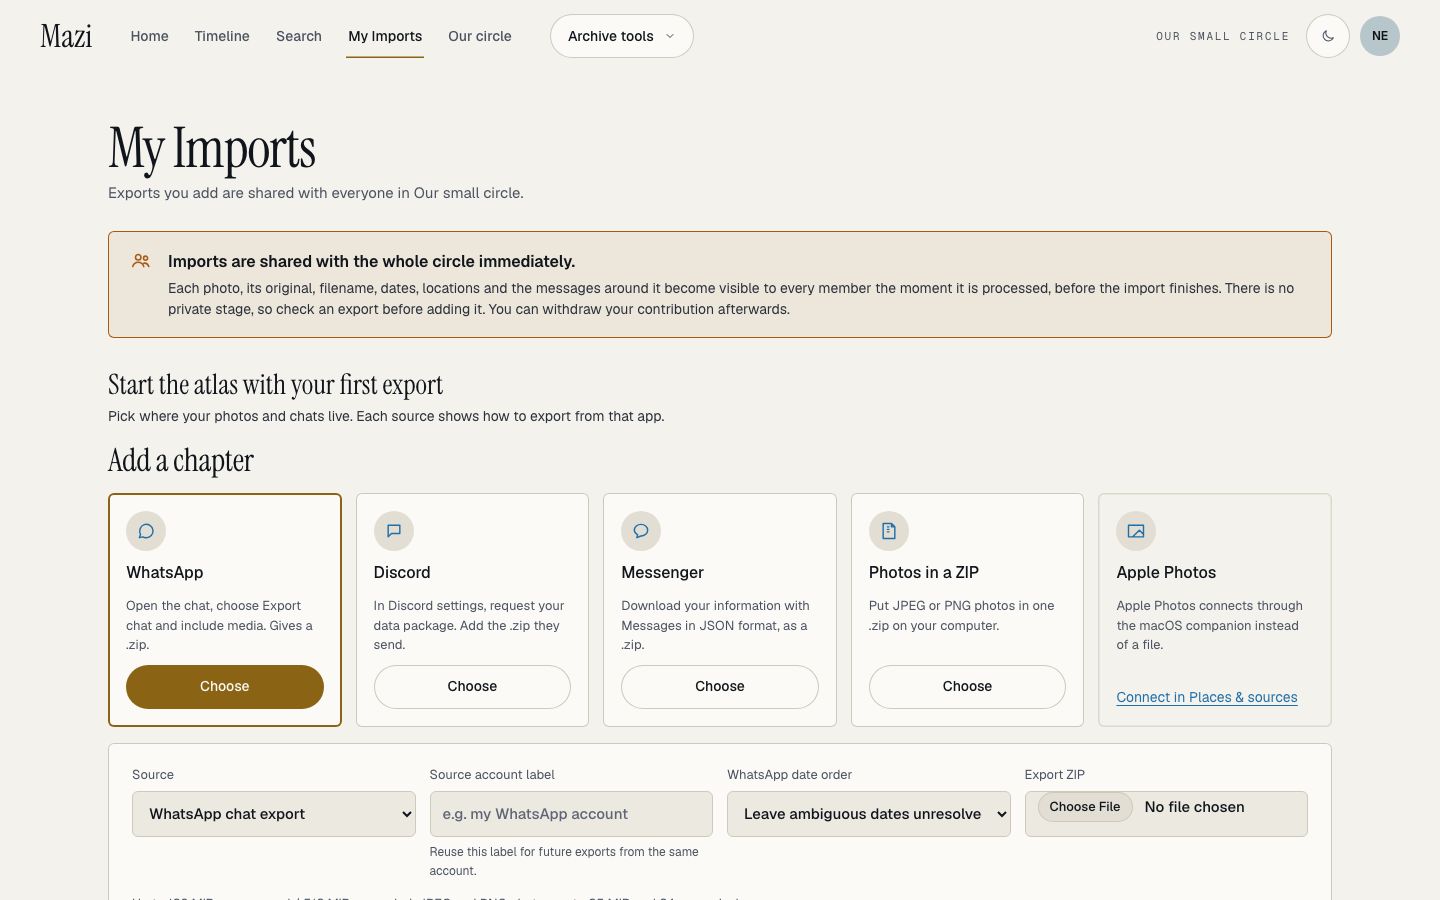 Mazi
Home
Timeline
Search
My Imports
Our circle
Archive tools
OUR SMALL CIRCLE
NE
My Imports
Exports you add are shared with everyone in Our small circle.
Imports are shared with the whole circle immediately.
Each photo, its original, filename, dates, locations and the messages around it become visible to every member the moment it is processed, before the import finishes. There is no
private stage, so check an export before adding it. You can withdraw your contribution afterwards.
Start the atlas with your first export
Pick where your photos and chats live. Each source shows how to export from that app.
Add a chapter
WhatsApp
Open the chat, choose Export
chat and include media. Gives a
.zip.
Choose
Discord
In Discord settings, request your
data package. Add the .zip they
send.
Choose
Messenger
Download your information with
Messages in JSON format, as a
.zip.
Choose
Photos in a ZIP
Put JPEG or PNG photos in one
.zip on your computer.
Choose
Apple Photos
Apple Photos connects through
the macOS companion instead
of a file.
Connect in Places & sources
Source
WhatsApp chat export
Source account label
e.g. my WhatsApp account
Reuse this label for future exports from the same
account.
WhatsApp date order
Leave ambiguous dates unresolve
Export ZIP
Choose File
No file chosen